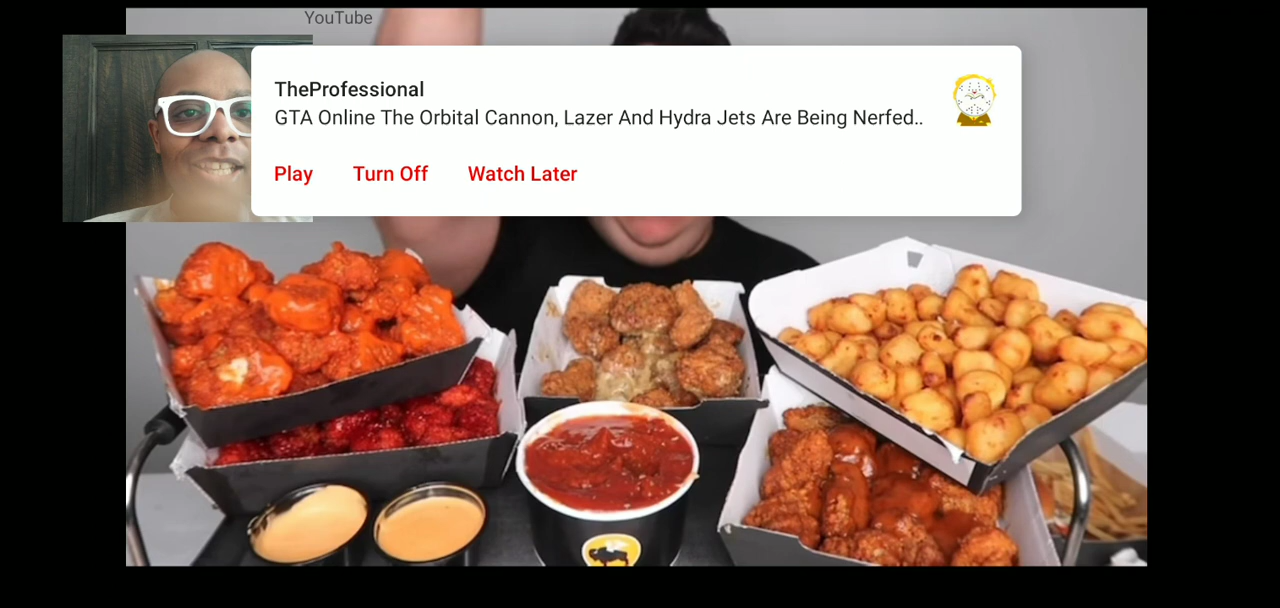 YouTube
TheProfessional
GTA Online The Orbital Cannon, Lazer And Hydra Jets Are Being Nerfed..
Play Turn Off Watch Later